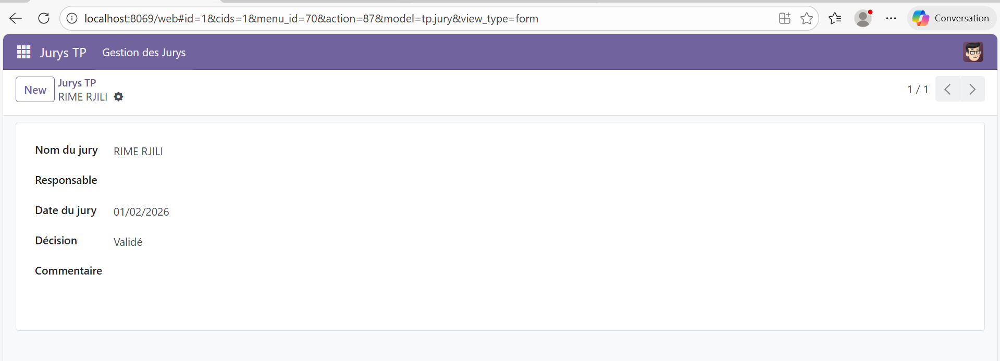 localhost:8069/web#id=1&cids=1&menu_id=70&action=87&model=tp.jury&view_type=form
Conversation
Jurys TP Gestion des Jurys
New
Jurys TP
RIME RJILI
1 / 1
Nom du jury RIME RJILI
Responsable
Date du jury 01/02/2026
Décision Validé
Commentaire